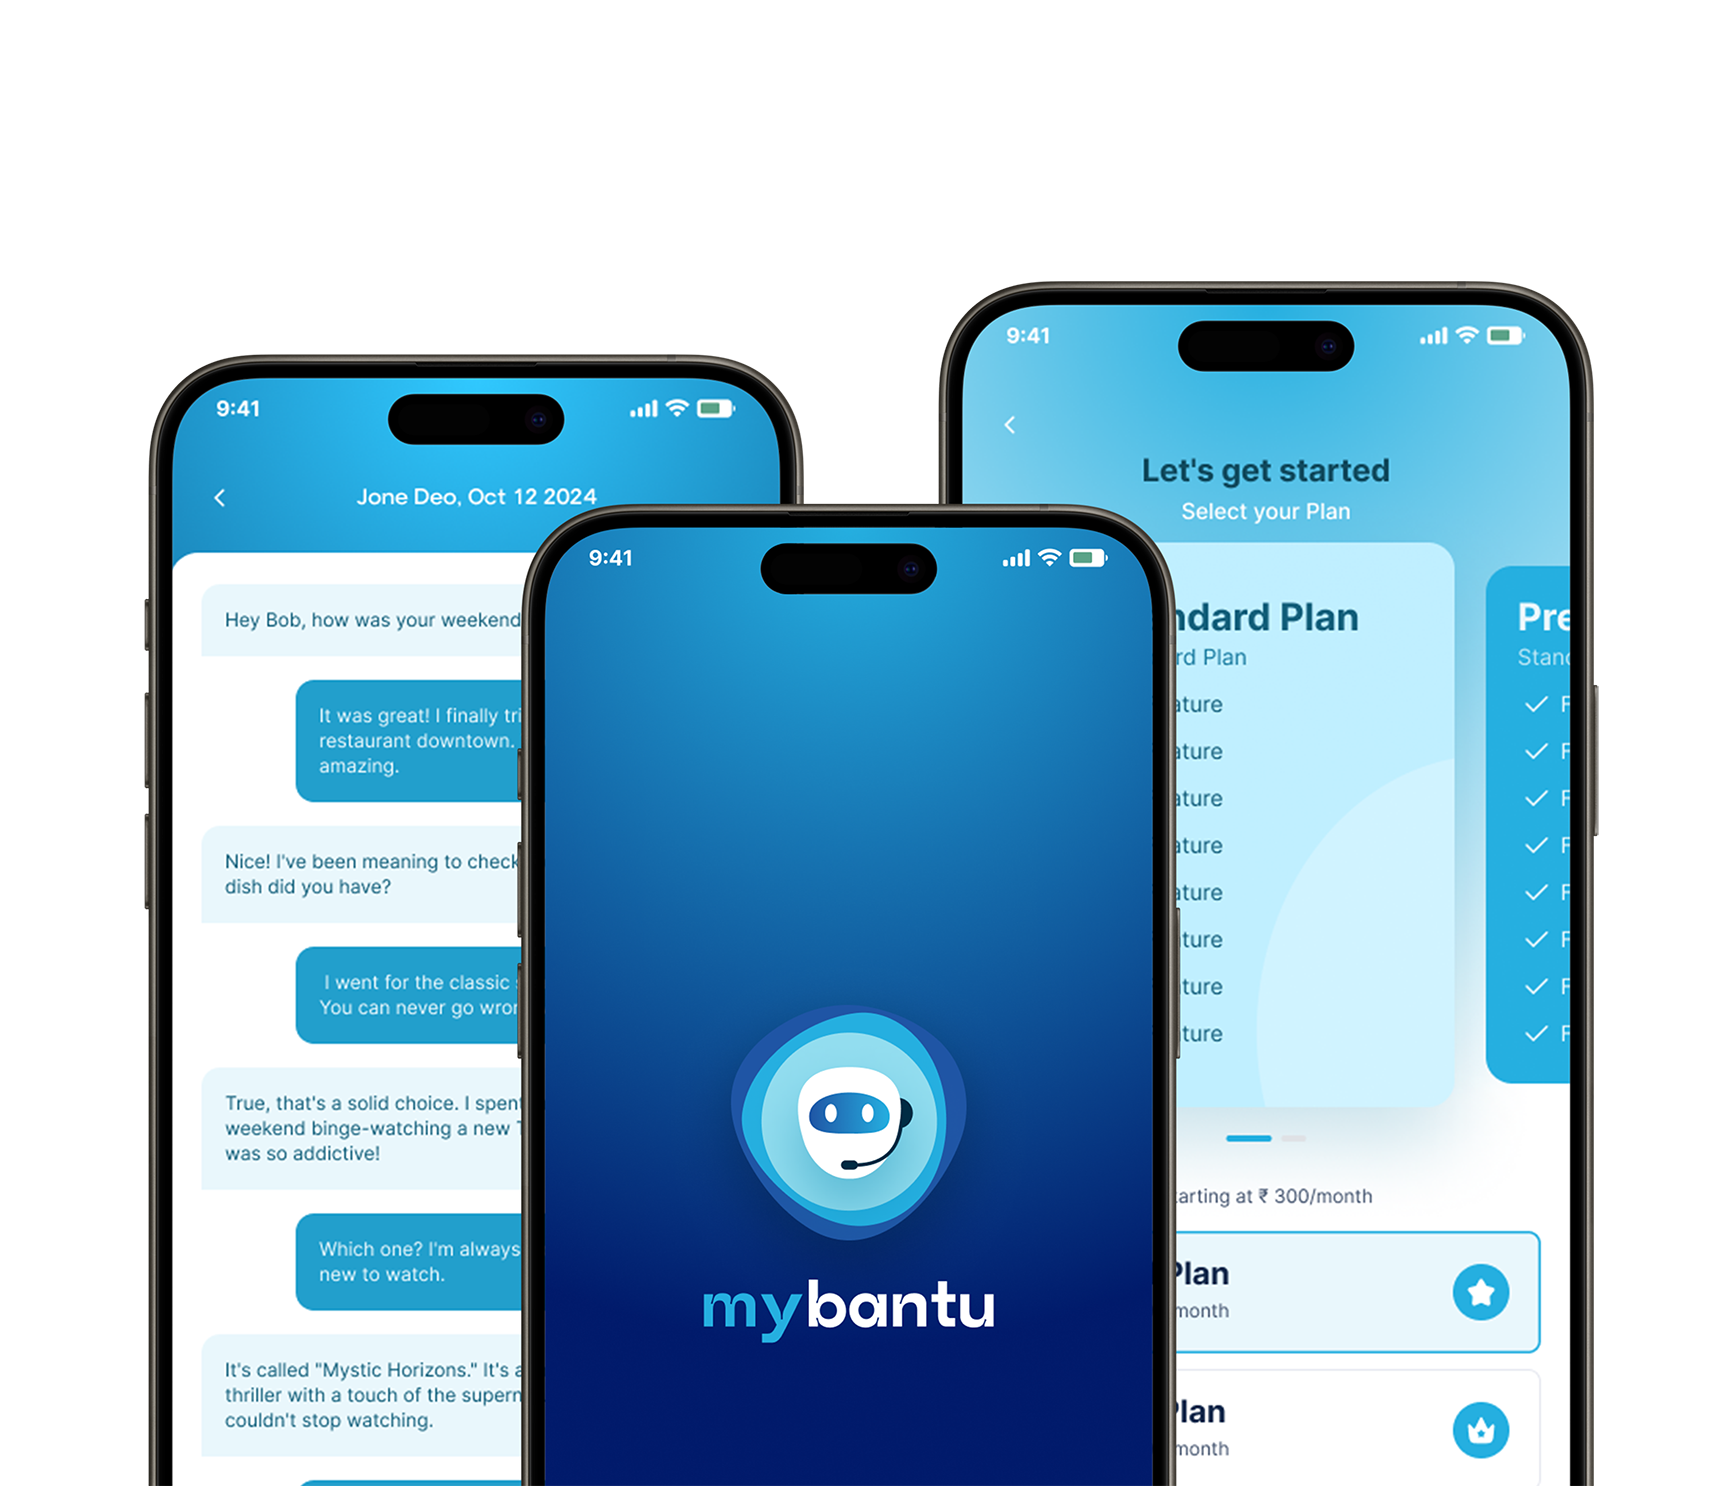 9:41
Jone Deo, Oct 12 2024
Hey Bob, how was your weekend
It was great! I finally
restaurant downtown.
amazing.
Nice! I've been meaning to check
dish did you have?
I went for the classic
You can never go
True, that's a solid choice. I spent
weekend binge-watching a new
was so addictive!
Which one? I'm always
new to watch.
It's called "Mystic Horizons." It's
thriller with a touch of the
couldn't stop watching.
9:41
mybantu
9:41
Let's get started
Select your Plan
ndard Plan
rd Plan
ature
ature
ature
ature
ature
ture
ture
ture
Pre
Stand
F
F
F
F
F
F
F
F
arting at ₹ 300/month
Plan
month
Plan
month